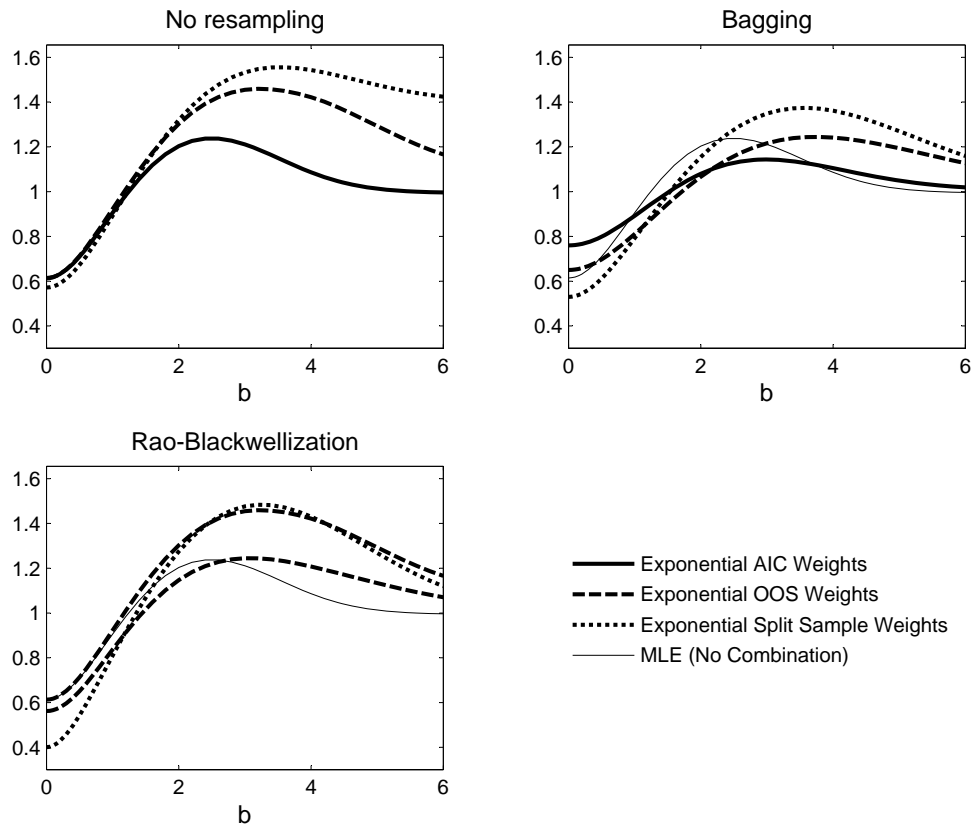 No resampling
1.6
1.4
1.2
1
0.8
0.6
0.4
0 2 4 6
b
Bagging
1.6
1.4
1.2
1
0.8
0.6
0.4
0 2 4 6
b
Rao-Blackwellization
1.6
1.4
1.2
1
0.8
0.6
0.4
0 2 4 6
b
Exponential AIC Weights
Exponential OOS Weights
Exponential Split Sample Weights
MLE (No Combination)